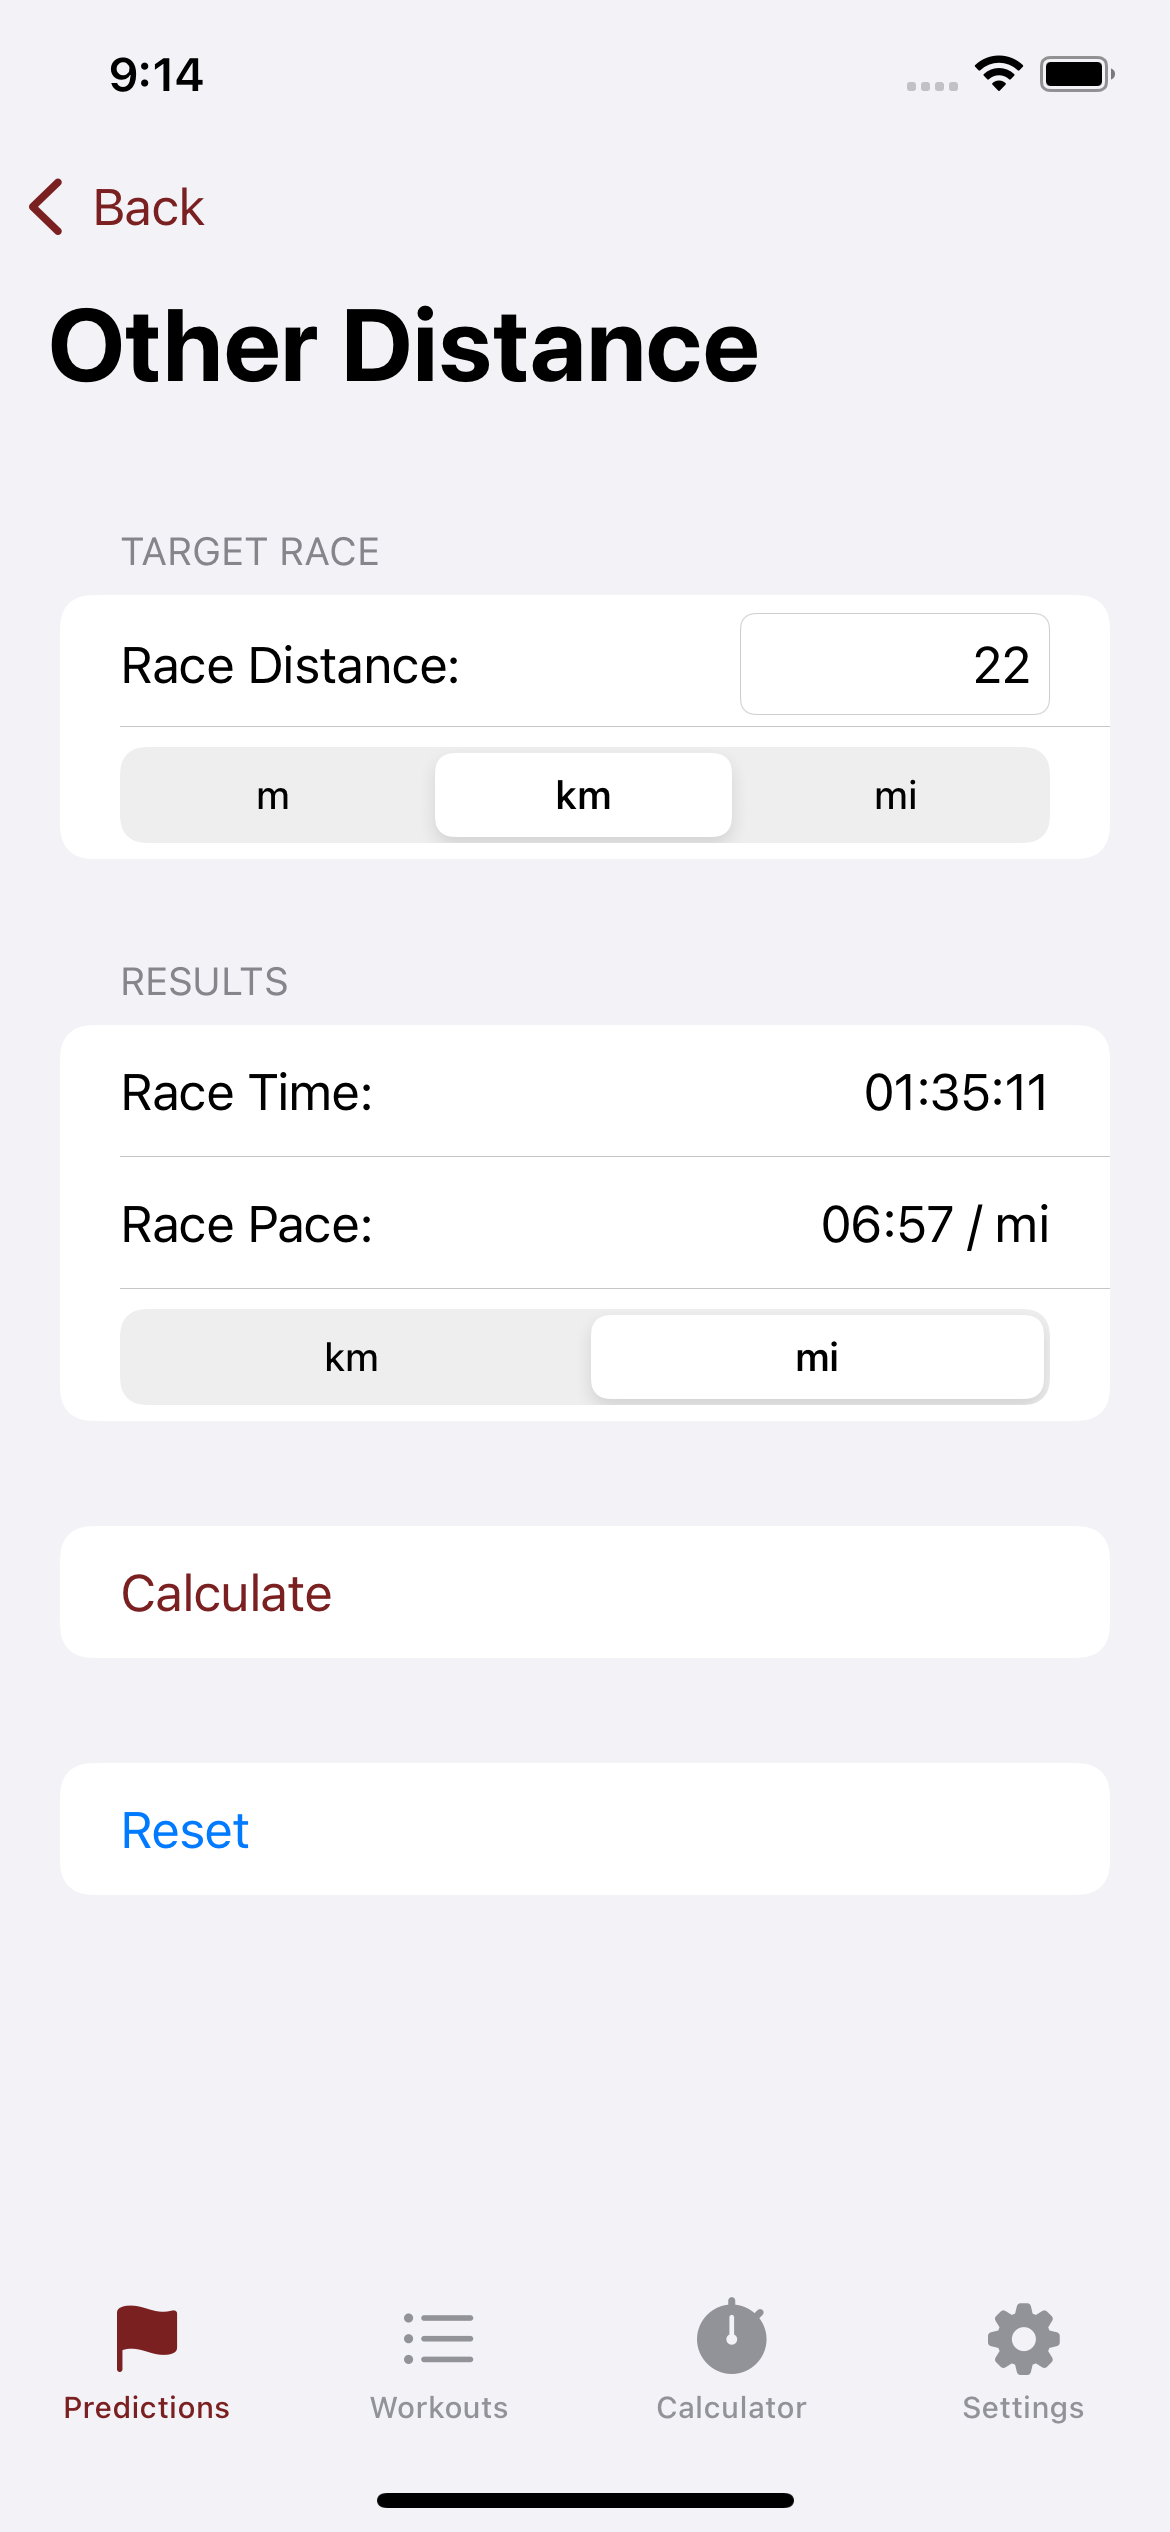 9:14
Back
Other Distance
TARGET RACE
Race Distance: 22
m km mi
RESULTS
Race Time: 01:35:11
Race Pace: 06:57 / mi
km mi
Calculate
Reset
Predictions Workouts Calculator Settings